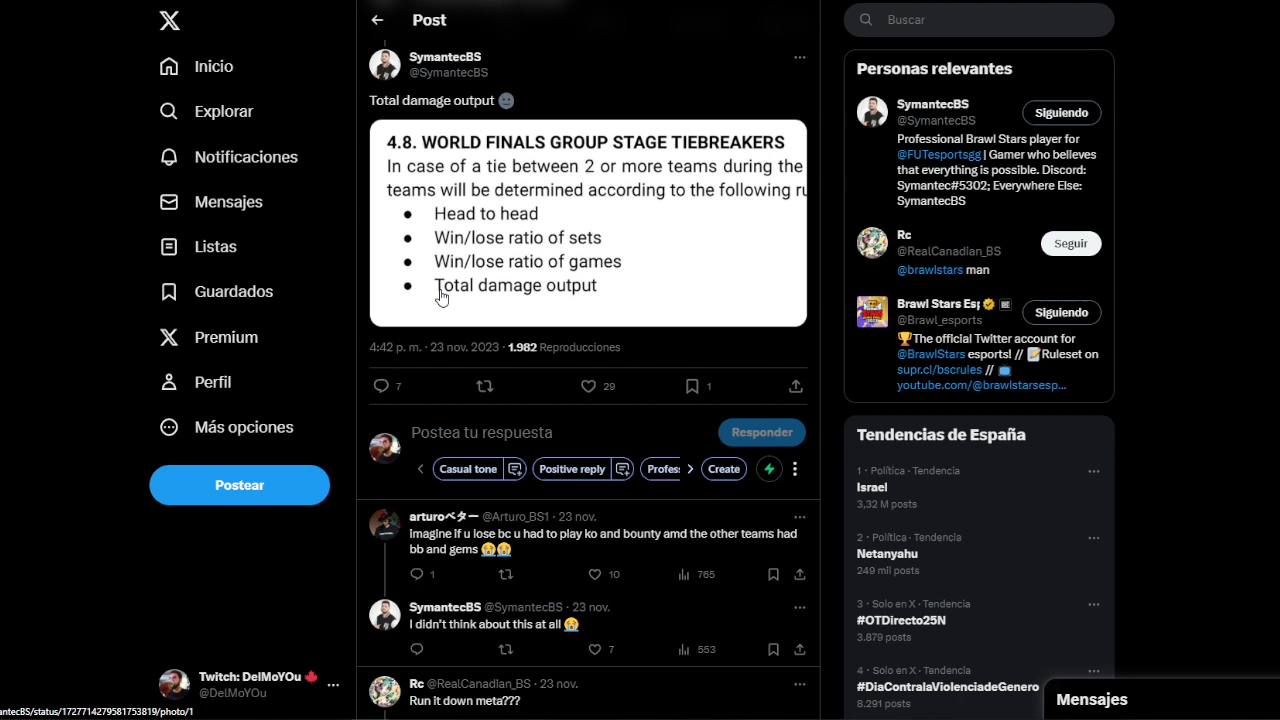 Inicio
Explorar
Notificaciones
Mensajes
Listas
Guardados
Premium
Perfil
Más opciones
Postear
Twitch: DelMoYOu
@DelMoYOu
antecBS/status/1727714279581753819/photo/1
Post
SymantecBS
@SymantecBS
Total damage output
4.8. WORLD FINALS GROUP STAGE TIEBREAKERS
In case of a tie between 2 or more teams during the
teams will be determined according to the following ru
• Head to head
• Win/lose ratio of sets
• Win/lose ratio of games
• Total damage output
4:42 p. m. · 23 nov. 2023 · 1.982 Reproducciones
7 29 1
Postea tu respuesta
Responder
Casual tone Positive reply Profes Create
arturoベター @Arturo_BS1 · 23 nov.
Imagine if u lose bc u had to play ko and bounty amd the other teams had
bb and gems 😭😭
1 10 765
SymantecBS @SymantecBS · 23 nov.
I didn't think about this at all 😭
7 553
Rc @RealCanadian_BS · 23 nov.
Run it down meta???
Buscar
Personas relevantes
SymantecBS
@SymantecBS
Siguiendo
Professional Brawl Stars player for
@FUTesportsgg | Gamer who believes
that everything is possible. Discord:
Symantec#5302; Everywhere Else:
SymantecBS
Rc
@RealCanadian_BS
Seguir
@brawlstars man
Brawl Stars Esp
@Brawl_esports
Siguiendo
🏆The official Twitter account for
@BrawlStars esports! // 📝Ruleset on
supr.cl/bscrules // 📺
youtube.com/@brawlstarsesp...
Tendencias de España
1 · Política · Tendencia
Israel
3,32 M posts
2 · Política · Tendencia
Netanyahu
249 mil posts
3 · Solo en X · Tendencia
#OTDirecto25N
3.879 posts
4 · Solo en X · Tendencia
#DiaContralaViolenciadeGenero
8.291 posts
Mensajes